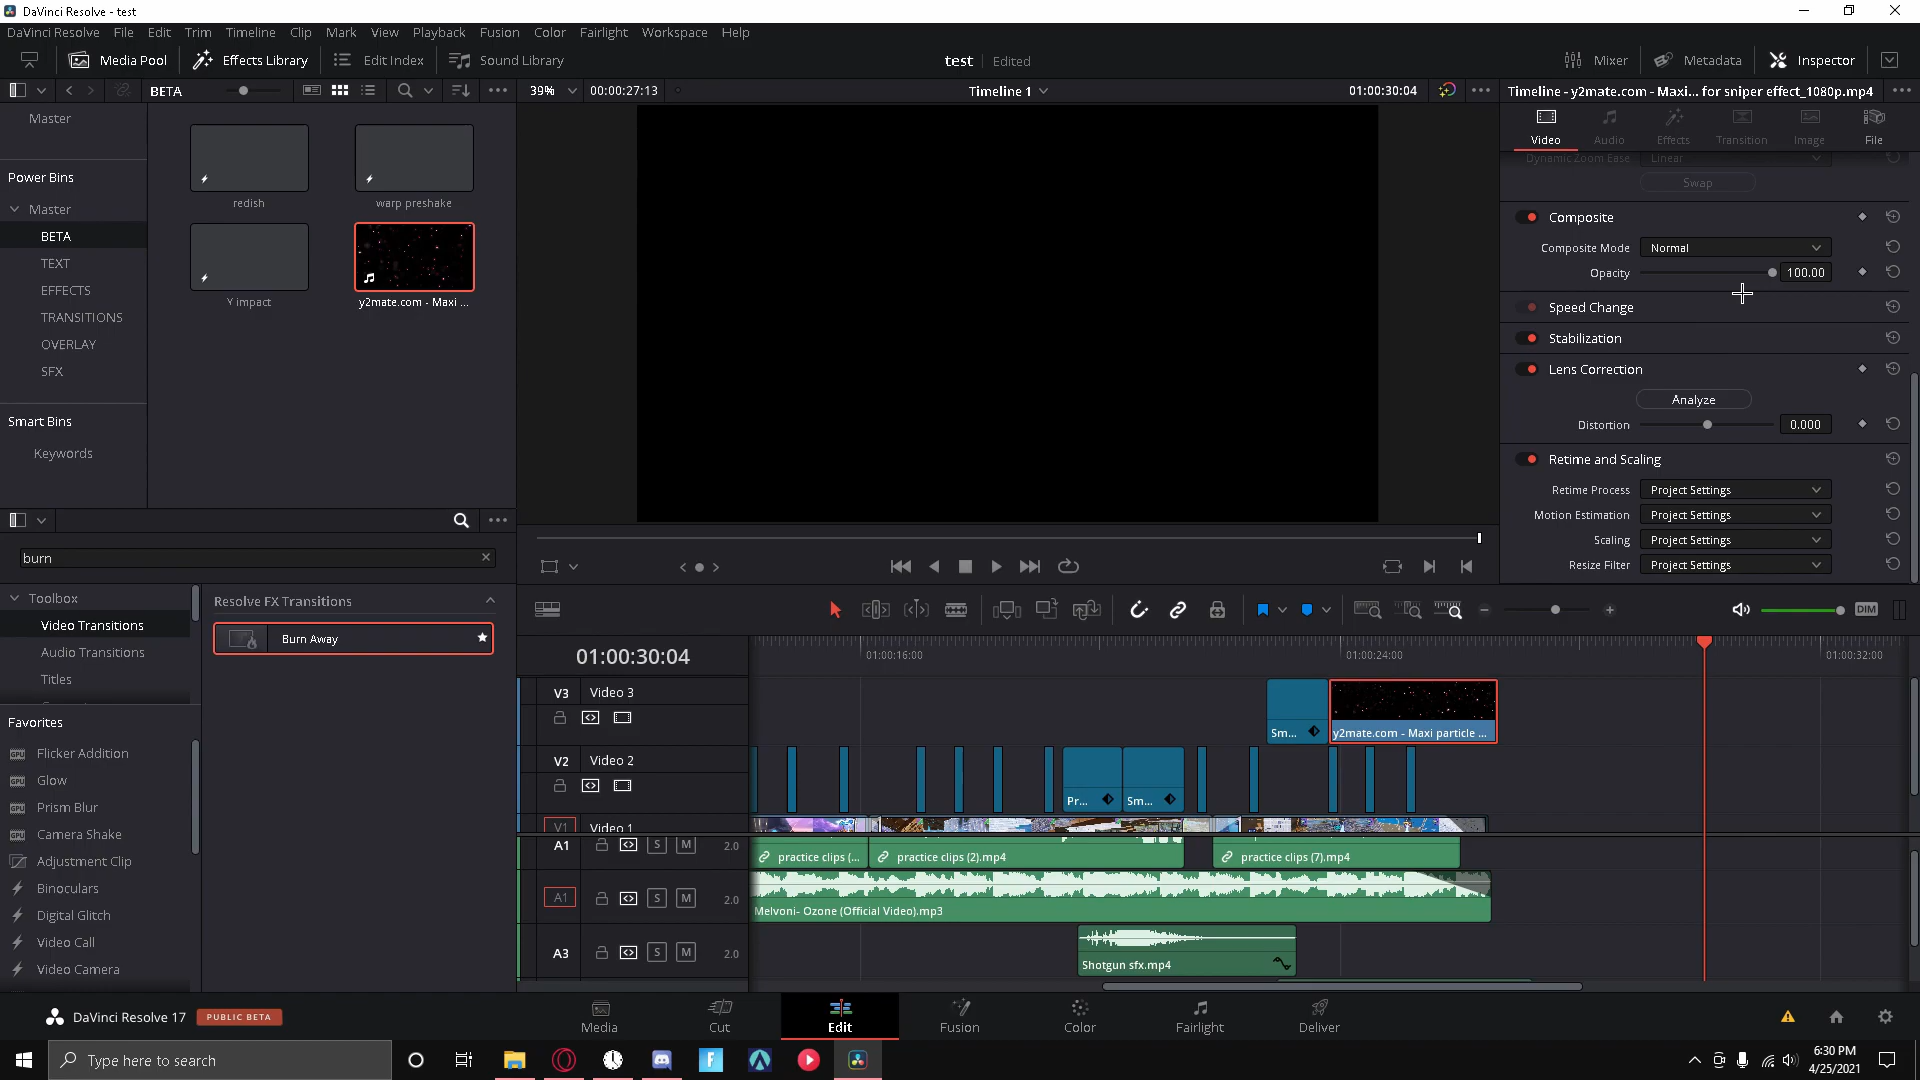 DaVinci Resolve - test
DaVinci Resolve File Edit Trim Timeline Clip Mark View Playback Fusion Color Fairlight Workspace Help
Media Pool Effects Library Edit Index Sound Library test Edited Mixer Metadata Inspector
BETA 39% 00:00:27:13 Timeline 1 01:00:30:04 Timeline - y2mate.com - Maxi... for sniper effect_1080p.mp4
Video Audio Effects Transition Image File
Master
Power Bins
Master
BETA
TEXT
EFFECTS
TRANSITIONS
OVERLAY
SFX
Smart Bins
Keywords
redish
warp preshake
Y impact
y2mate.com - Maxi ...
Dynamic Zoom Ease Linear
Swap
Composite
Composite Mode Normal
Opacity 100.00
Speed Change
Stabilization
Lens Correction
Analyze
Distortion 0.000
Retime and Scaling
Retime Process Project Settings
Motion Estimation Project Settings
Scaling Project Settings
Resize Filter Project Settings
burn
Toolbox
Video Transitions
Audio Transitions
Titles
Resolve FX Transitions
Burn Away
Favorites
GPU Flicker Addition
GPU Glow
GPU Prism Blur
GPU Camera Shake
Adjustment Clip
Binoculars
Digital Glitch
Video Call
Video Camera
DIM
01:00:30:04 01:00:16:00 01:00:24:00 01:00:32:00
V3 Video 3
Sm... y2mate.com - Maxi particle ...
V2 Video 2
Pr... Sm...
V1 Video 1
A1 S M 2.0 practice clips (... practice clips (2).mp4 practice clips (7).mp4
A1 S M 2.0
Melvoni- Ozone (Official Video).mp3
A3 S M 2.0
Shotgun sfx.mp4
DaVinci Resolve 17 PUBLIC BETA
Media Cut Edit Fusion Color Fairlight Deliver
Type here to search
6:30 PM
4/25/2021